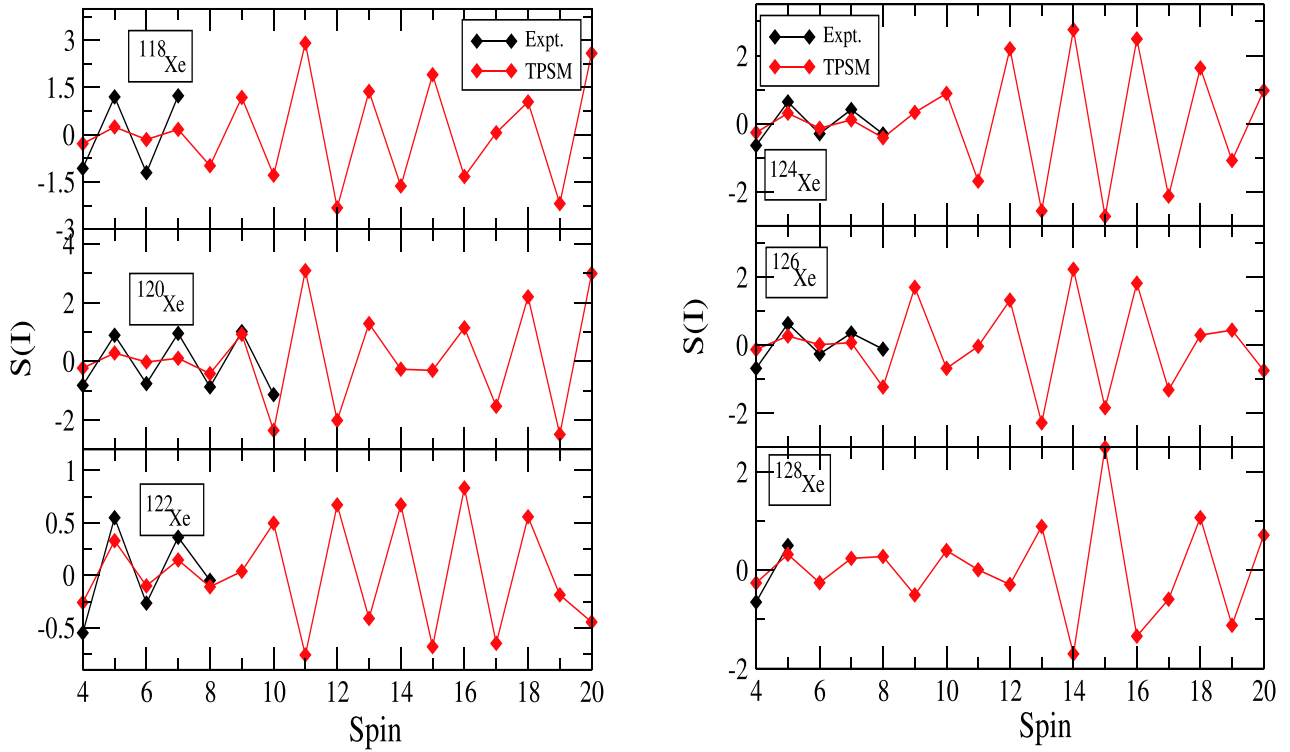 3
1.5
0
-1.5
-3
¹¹⁸Xe
Expt.
TPSM
4
2
0
-2
¹²⁰Xe
S(I)
1
0.5
0
-0.5
¹²²Xe
4 6 8 10 12 14 16 18 20
Spin
2
0
-2
Expt.
TPSM
¹²⁴Xe
2
0
-2
¹²⁶Xe
S(I)
2
0
-2
¹²⁸Xe
4 6 8 10 12 14 16 18 20
Spin